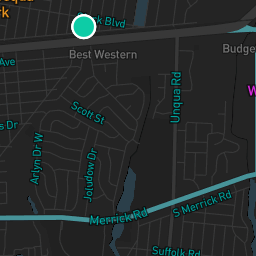 Best Western
Budge
Ave
Unqua Rd
Scott St
s Dr
Arlyn Dr W
Joludow Dr
Merrick Rd
S Merrick Rd
Suffolk Rd
W
rk
Blvd